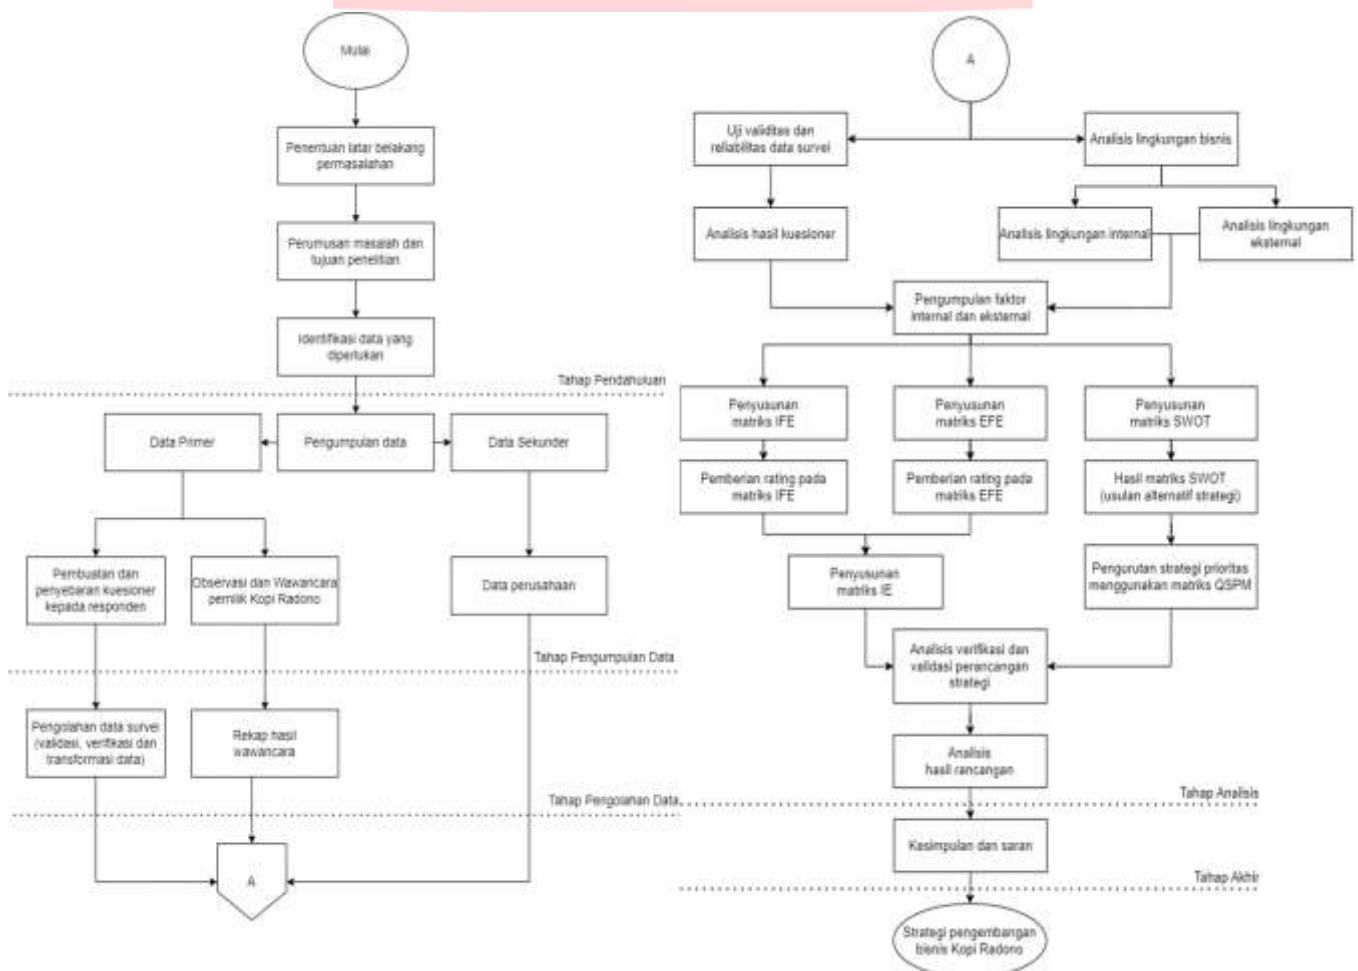 Mulai
Penentuan latar belakang
permasalahan
Perumusan masalah dan
tujuan penelitian
Identifikasi data yang
diperlukan
Tahap Pendahuluan
Data Primer
Pengumpulan data
Data Sekunder
Pembuatan dan
penyebaran kuesioner
kepada responden
Observasi dan Wawancara
pemilik Kopi Radono
Data perusahaan
Tahap Pengumpulan Data
Pengolahan data survei
(validasi, verifikasi dan
transformasi data)
Rekap hasil
wawancara
Tahap Pengolahan Data
A
A
Uji validitas dan
reliabilitas data survei
Analisis lingkungan bisnis
Analisis hasil kuesioner
Analisis lingkungan internal
Analisis lingkungan
eksternal
Pengumpulan faktor
internal dan eksternal
Penyusunan
matriks IFE
Penyusunan
matriks EFE
Penyusunan
matriks SWOT
Pemberian rating pada
matriks IFE
Pemberian rating pada
matriks EFE
Hasil matriks SWOT
(usulan alternatif strategi)
Penyusunan
matriks IE
Pengurutan strategi prioritas
menggunakan matriks QSPM
Analisis verifikasi dan
validasi perancangan
strategi
Analisis
hasil rancangan
Tahap Analisis
Kesimpulan dan saran
Tahap Akhir
Strategi pengembangan
bisnis Kopi Radono